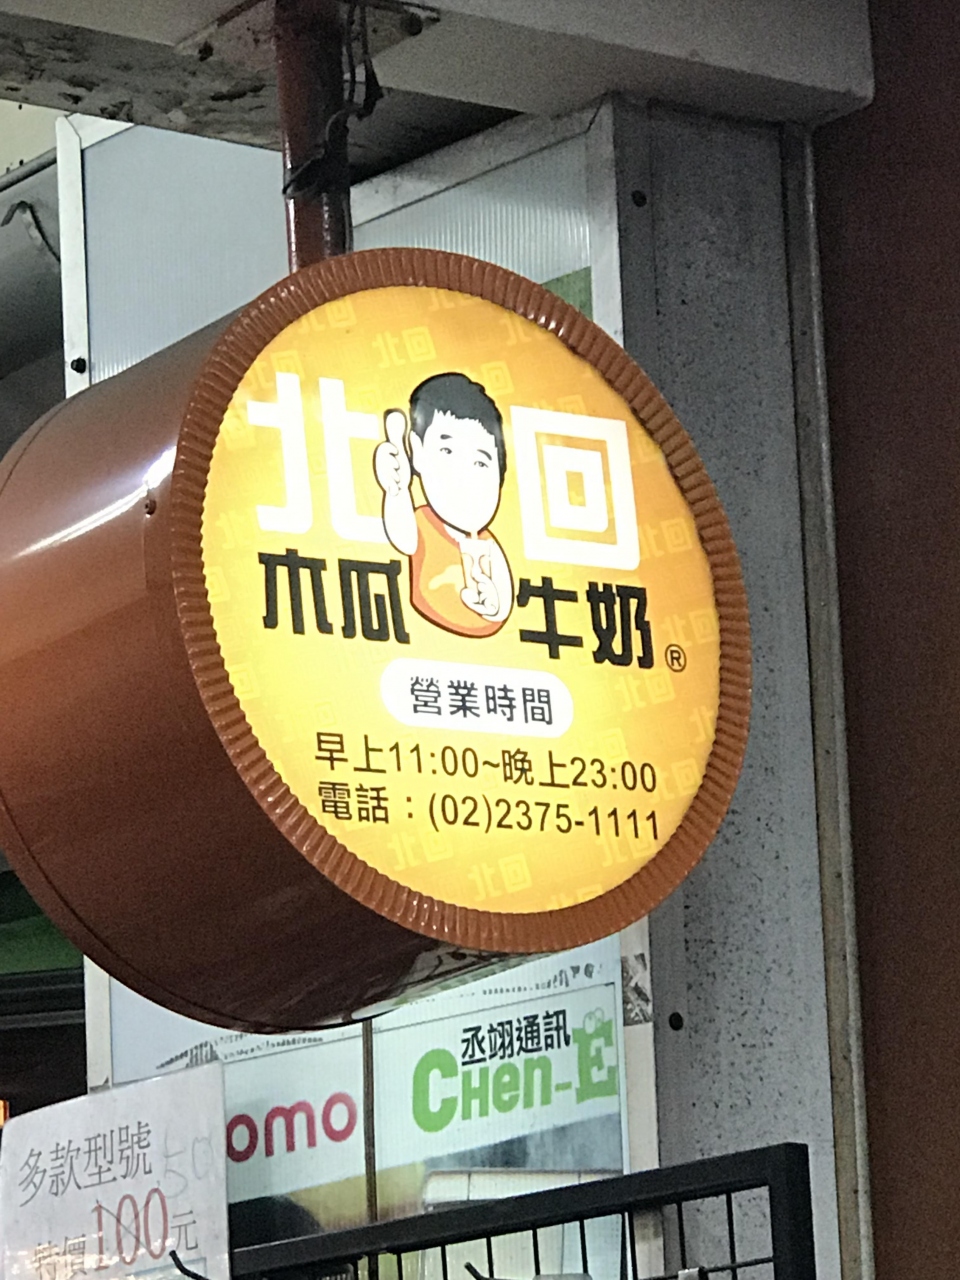 北回
木瓜牛奶®
營業時間
早上11:00~晚上23:00
電話：(02)2375-1111
丞翊通訊
CHen-E
omo
多款型號
特價100元